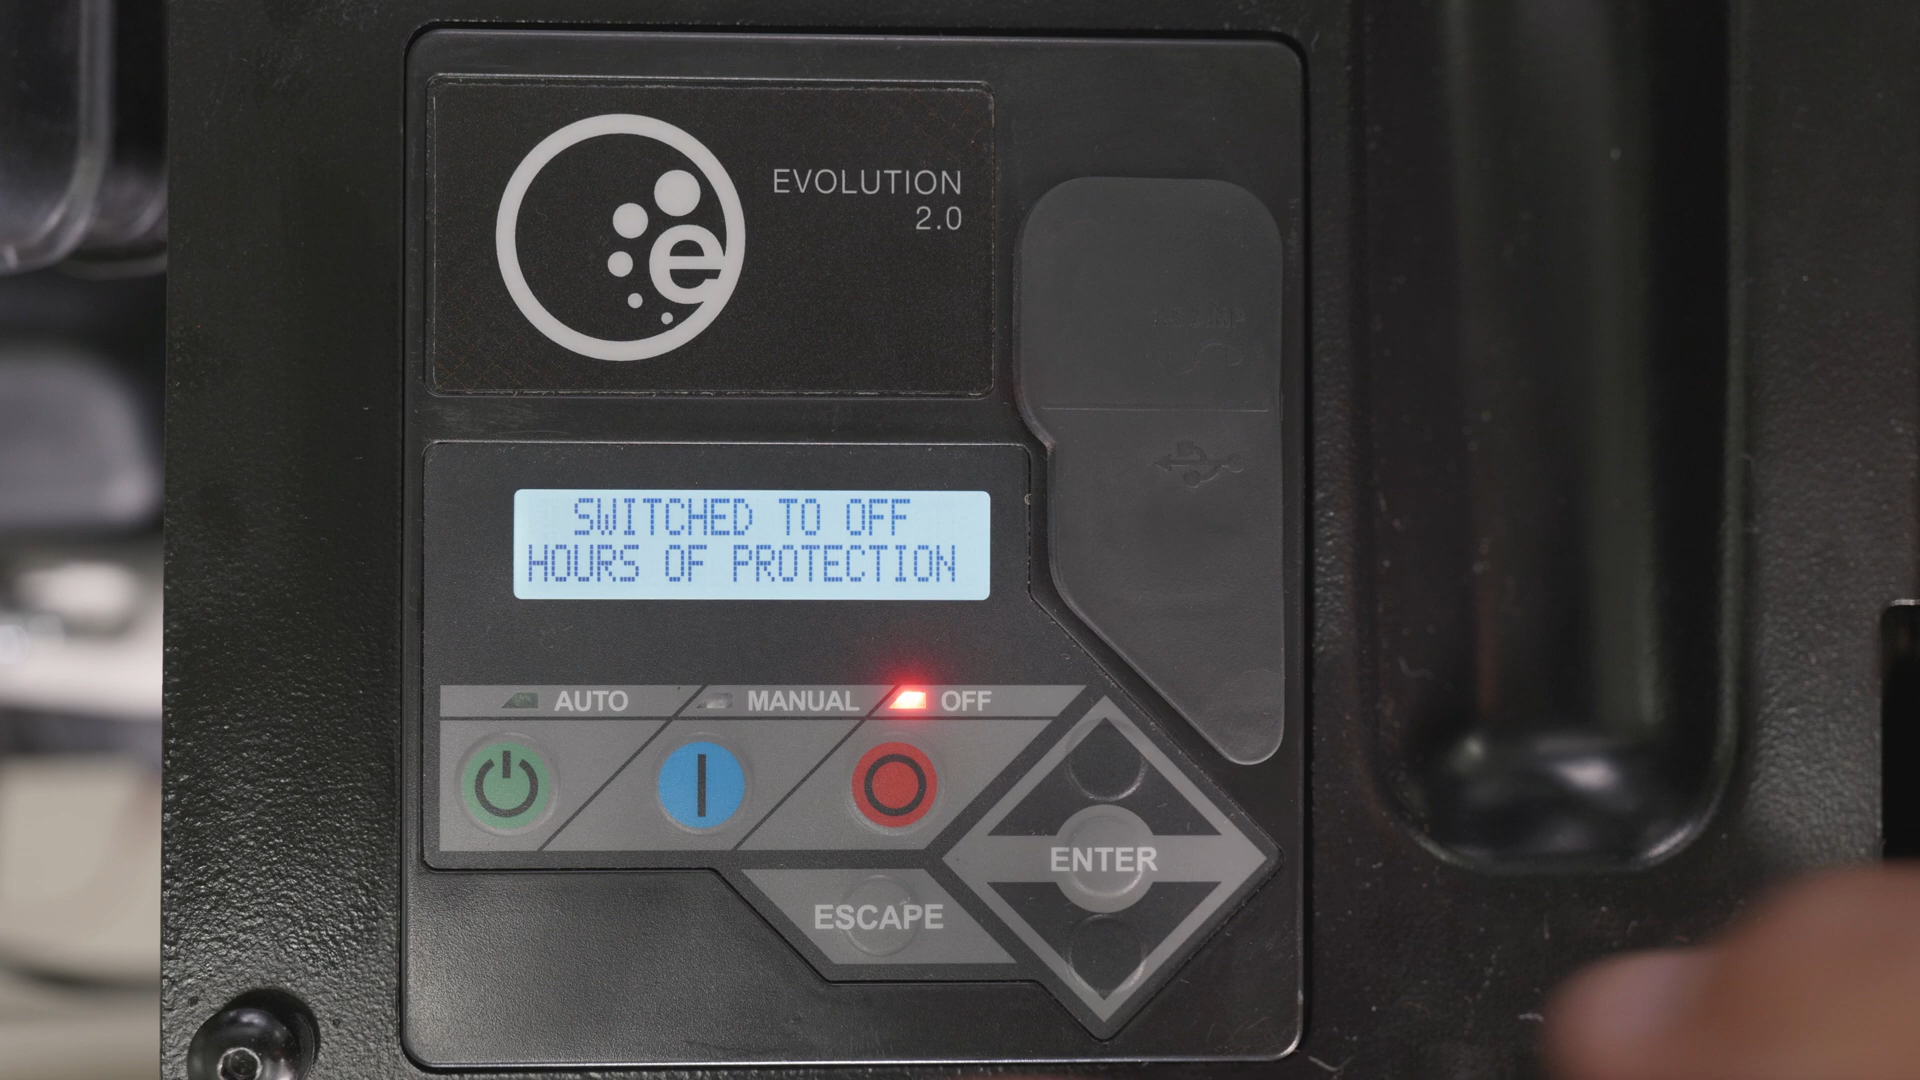 EVOLUTION
2.0
e
SWITCHED TO OFF
HOURS OF PROTECTION
AUTO
MANUAL
OFF
ENTER
ESCAPE